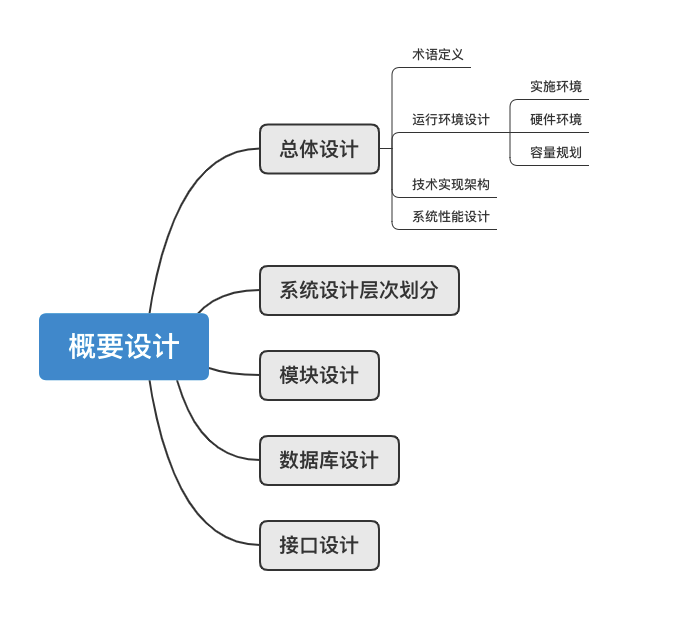 概要设计
总体设计
术语定义
运行环境设计
实施环境
硬件环境
容量规划
技术实现架构
系统性能设计
系统设计层次划分
模块设计
数据库设计
接口设计